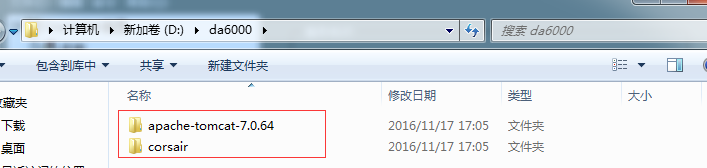 计算机 ▸ 新加卷 (D:) ▸ da6000 ▸ 搜索 da6000
包含到库中 共享 新建文件夹
收藏夹 名称 修改日期 类型 大小
下载 apache-tomcat-7.0.64 2016/11/17 17:05 文件夹
桌面 corsair 2016/11/17 17:05 文件夹